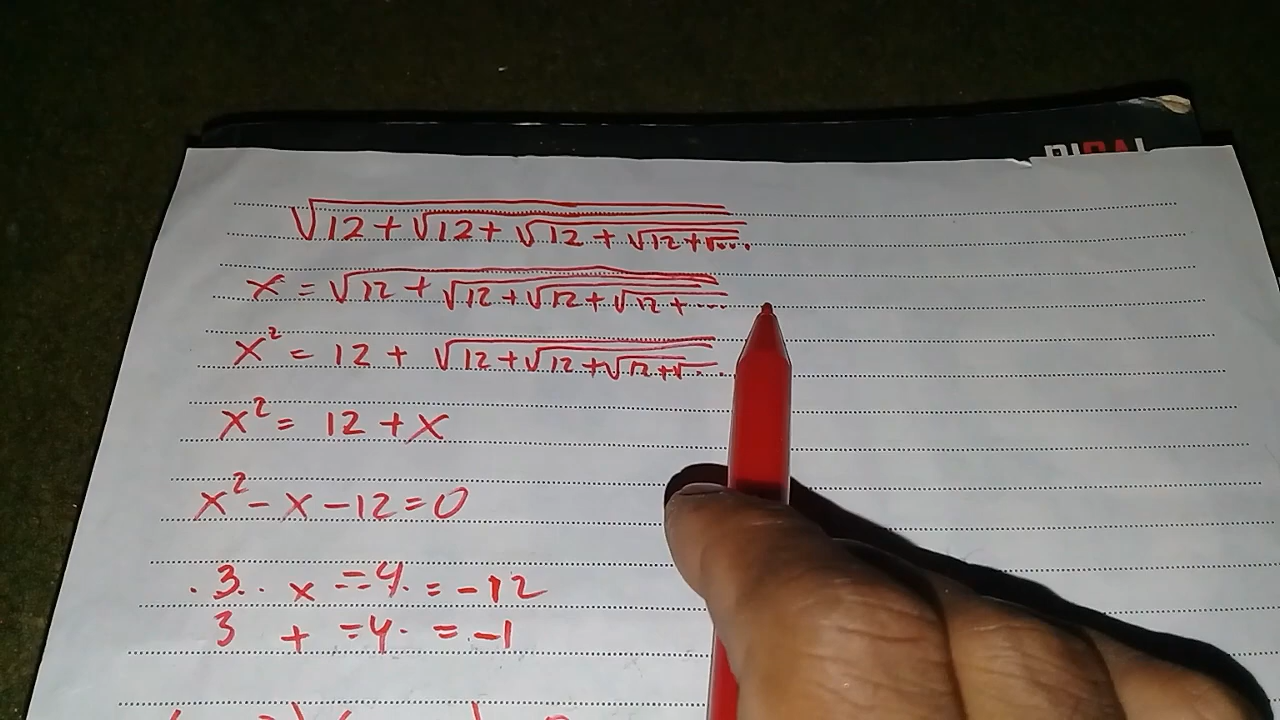 √12+√12+√12+√12+√....
x = √12+√12+√12+√12+....
x² = 12 + √12+√12+√12+√...
x² = 12 + x
x² - x - 12 = 0
.3.. x -4. = -12
3 + -4. = -1